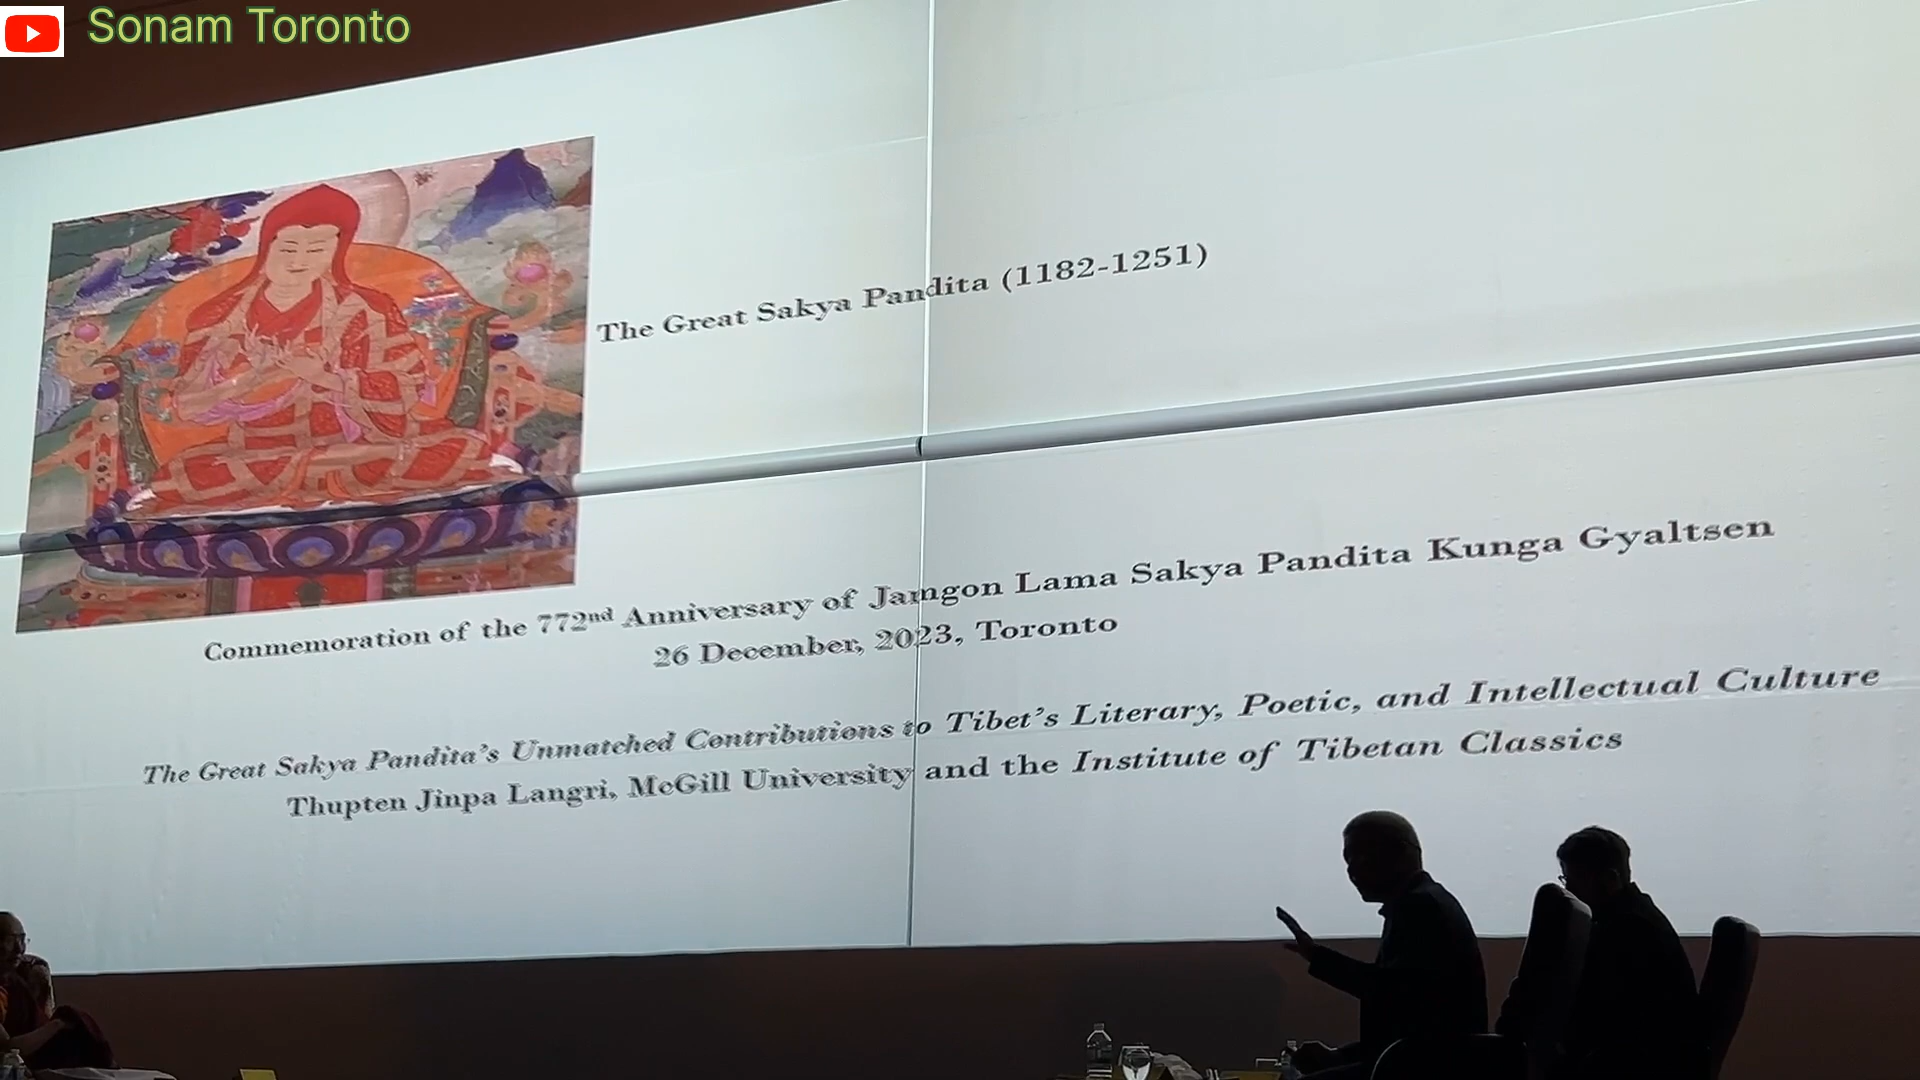 Sonam Toronto
The Great Sakya Pandita (1182-1251)
Commemoration of the 772nd Anniversary of Jamgon Lama Sakya Pandita Kunga Gyaltsen
26 December, 2023, Toronto
The Great Sakya Pandita's Unmatched Contributions to Tibet's Literary, Poetic, and Intellectual Culture
Thupten Jinpa Langri, McGill University and the Institute of Tibetan Classics